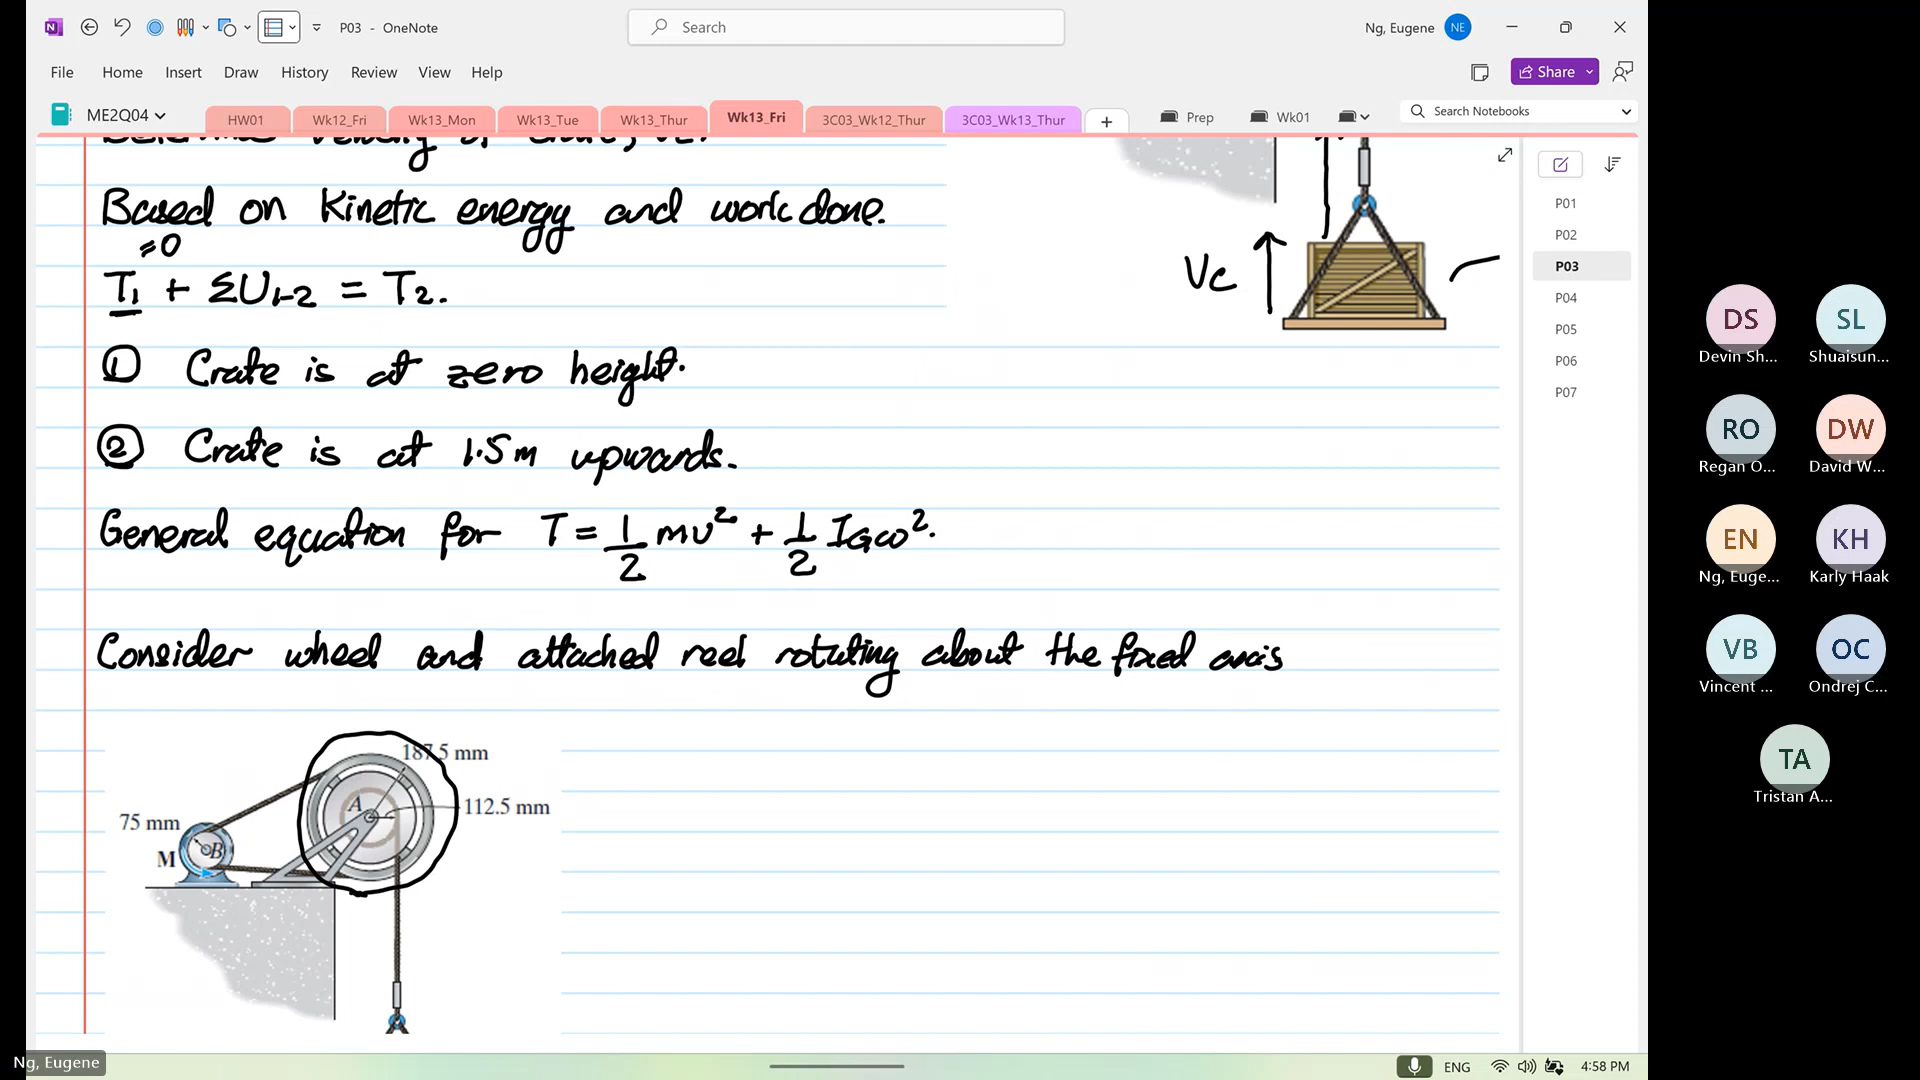 P03 - OneNote
Search
Ng, Eugene
NE
File Home Insert Draw History Review View Help
Share
ME2Q04
HW01
Wk12_Fri
Wk13_Mon
Wk13_Tue
Wk13_Thur
Wk13_Fri
3C03_Wk12_Thur
3C03_Wk13_Thur
Prep
Wk01
Search Notebooks
Based on Kinetic energy and work done.
=0
T1 + ΣU1-2 = T2.
① Crate is at zero height.
② Crate is at 1.5m upwards.
General equation for T = 1/2 mv² + 1/2 IGω².
Consider wheel and attached reel rotating about the fixed axis
Vc
187.5 mm
A
112.5 mm
75 mm
B
M
P01
P02
P03
P04
P05
P06
P07
DS
Devin Sh...
SL
Shuaisun...
RO
Regan O...
DW
David W...
EN
Ng, Euge...
KH
Karly Haak
VB
Vincent ...
OC
Ondrej C...
TA
Tristan A...
Ng, Eugene
ENG
4:58 PM